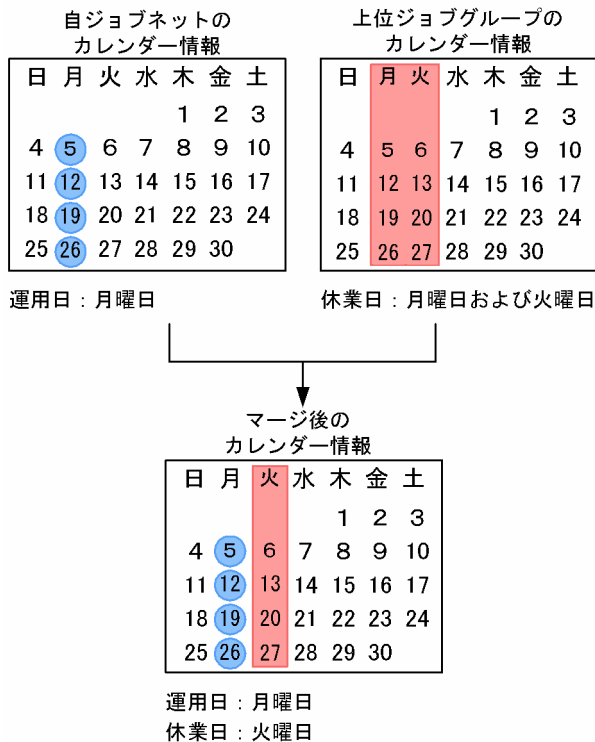 自ジョブネットの
カレンダー情報
日 月 火 水 木 金 土
1 2 3
4 5 6 7 8 9 10
11 12 13 14 15 16 17
18 19 20 21 22 23 24
25 26 27 28 29 30
運用日：月曜日
上位ジョブグループの
カレンダー情報
日 月 火 水 木 金 土
1 2 3
4 5 6 7 8 9 10
11 12 13 14 15 16 17
18 19 20 21 22 23 24
25 26 27 28 29 30
休業日：月曜日および火曜日
マージ後の
カレンダー情報
日 月 火 水 木 金 土
1 2 3
4 5 6 7 8 9 10
11 12 13 14 15 16 17
18 19 20 21 22 23 24
25 26 27 28 29 30
運用日：月曜日
休業日：火曜日